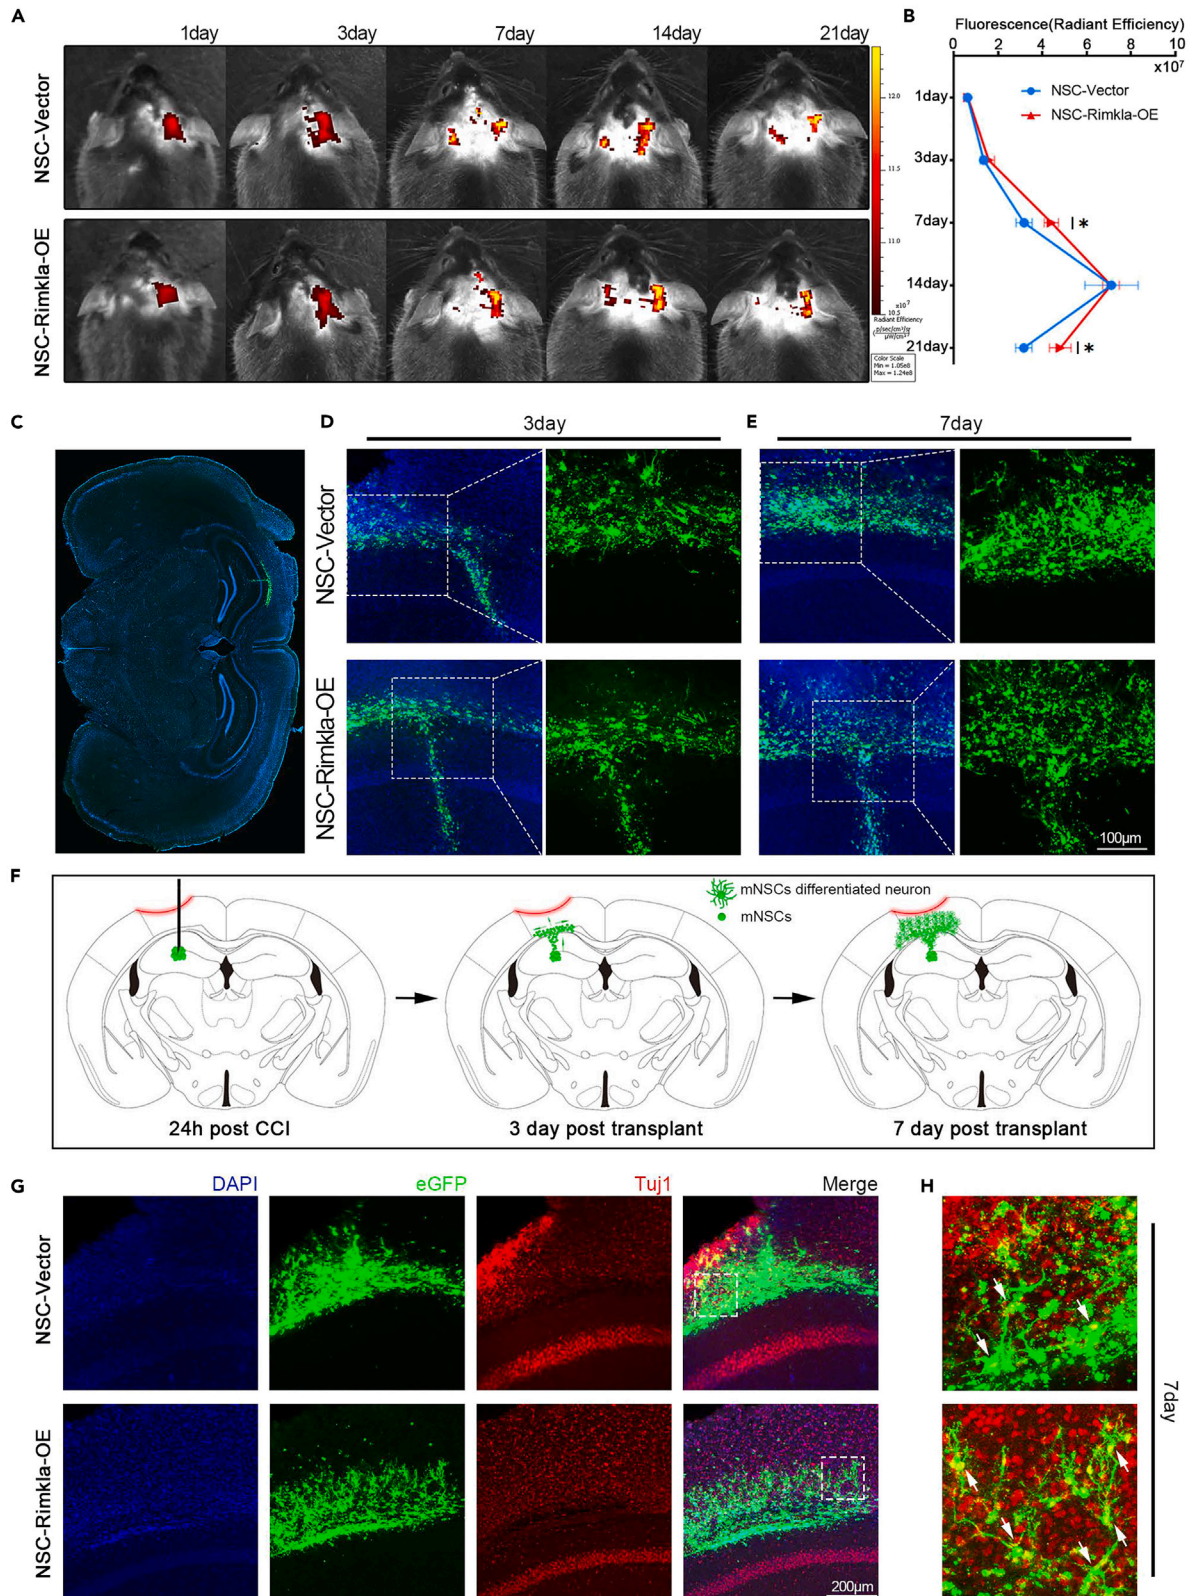 A
1day
3day
7day
14day
21day
NSC-Vector
NSC-Rimkla-OE
12.0
11.5
11.0
x10⁷
10.5
Radiant Efficiency
Color Scale
Min = 1.05e8
Max = 1.24e8
B
Fluorescence(Radiant Efficiency)
0 2 4 6 8 10
x10⁷
NSC-Vector
NSC-Rimkla-OE
1day
3day
7day
*
14day
21day
*
C
D
3day
E
7day
NSC-Vector
NSC-Rimkla-OE
100μm
F
mNSCs differentiated neuron
mNSCs
24h post CCI
3 day post transplant
7 day post transplant
G
DAPI
eGFP
Tuj1
Merge
H
NSC-Vector
NSC-Rimkla-OE
200μm
7day